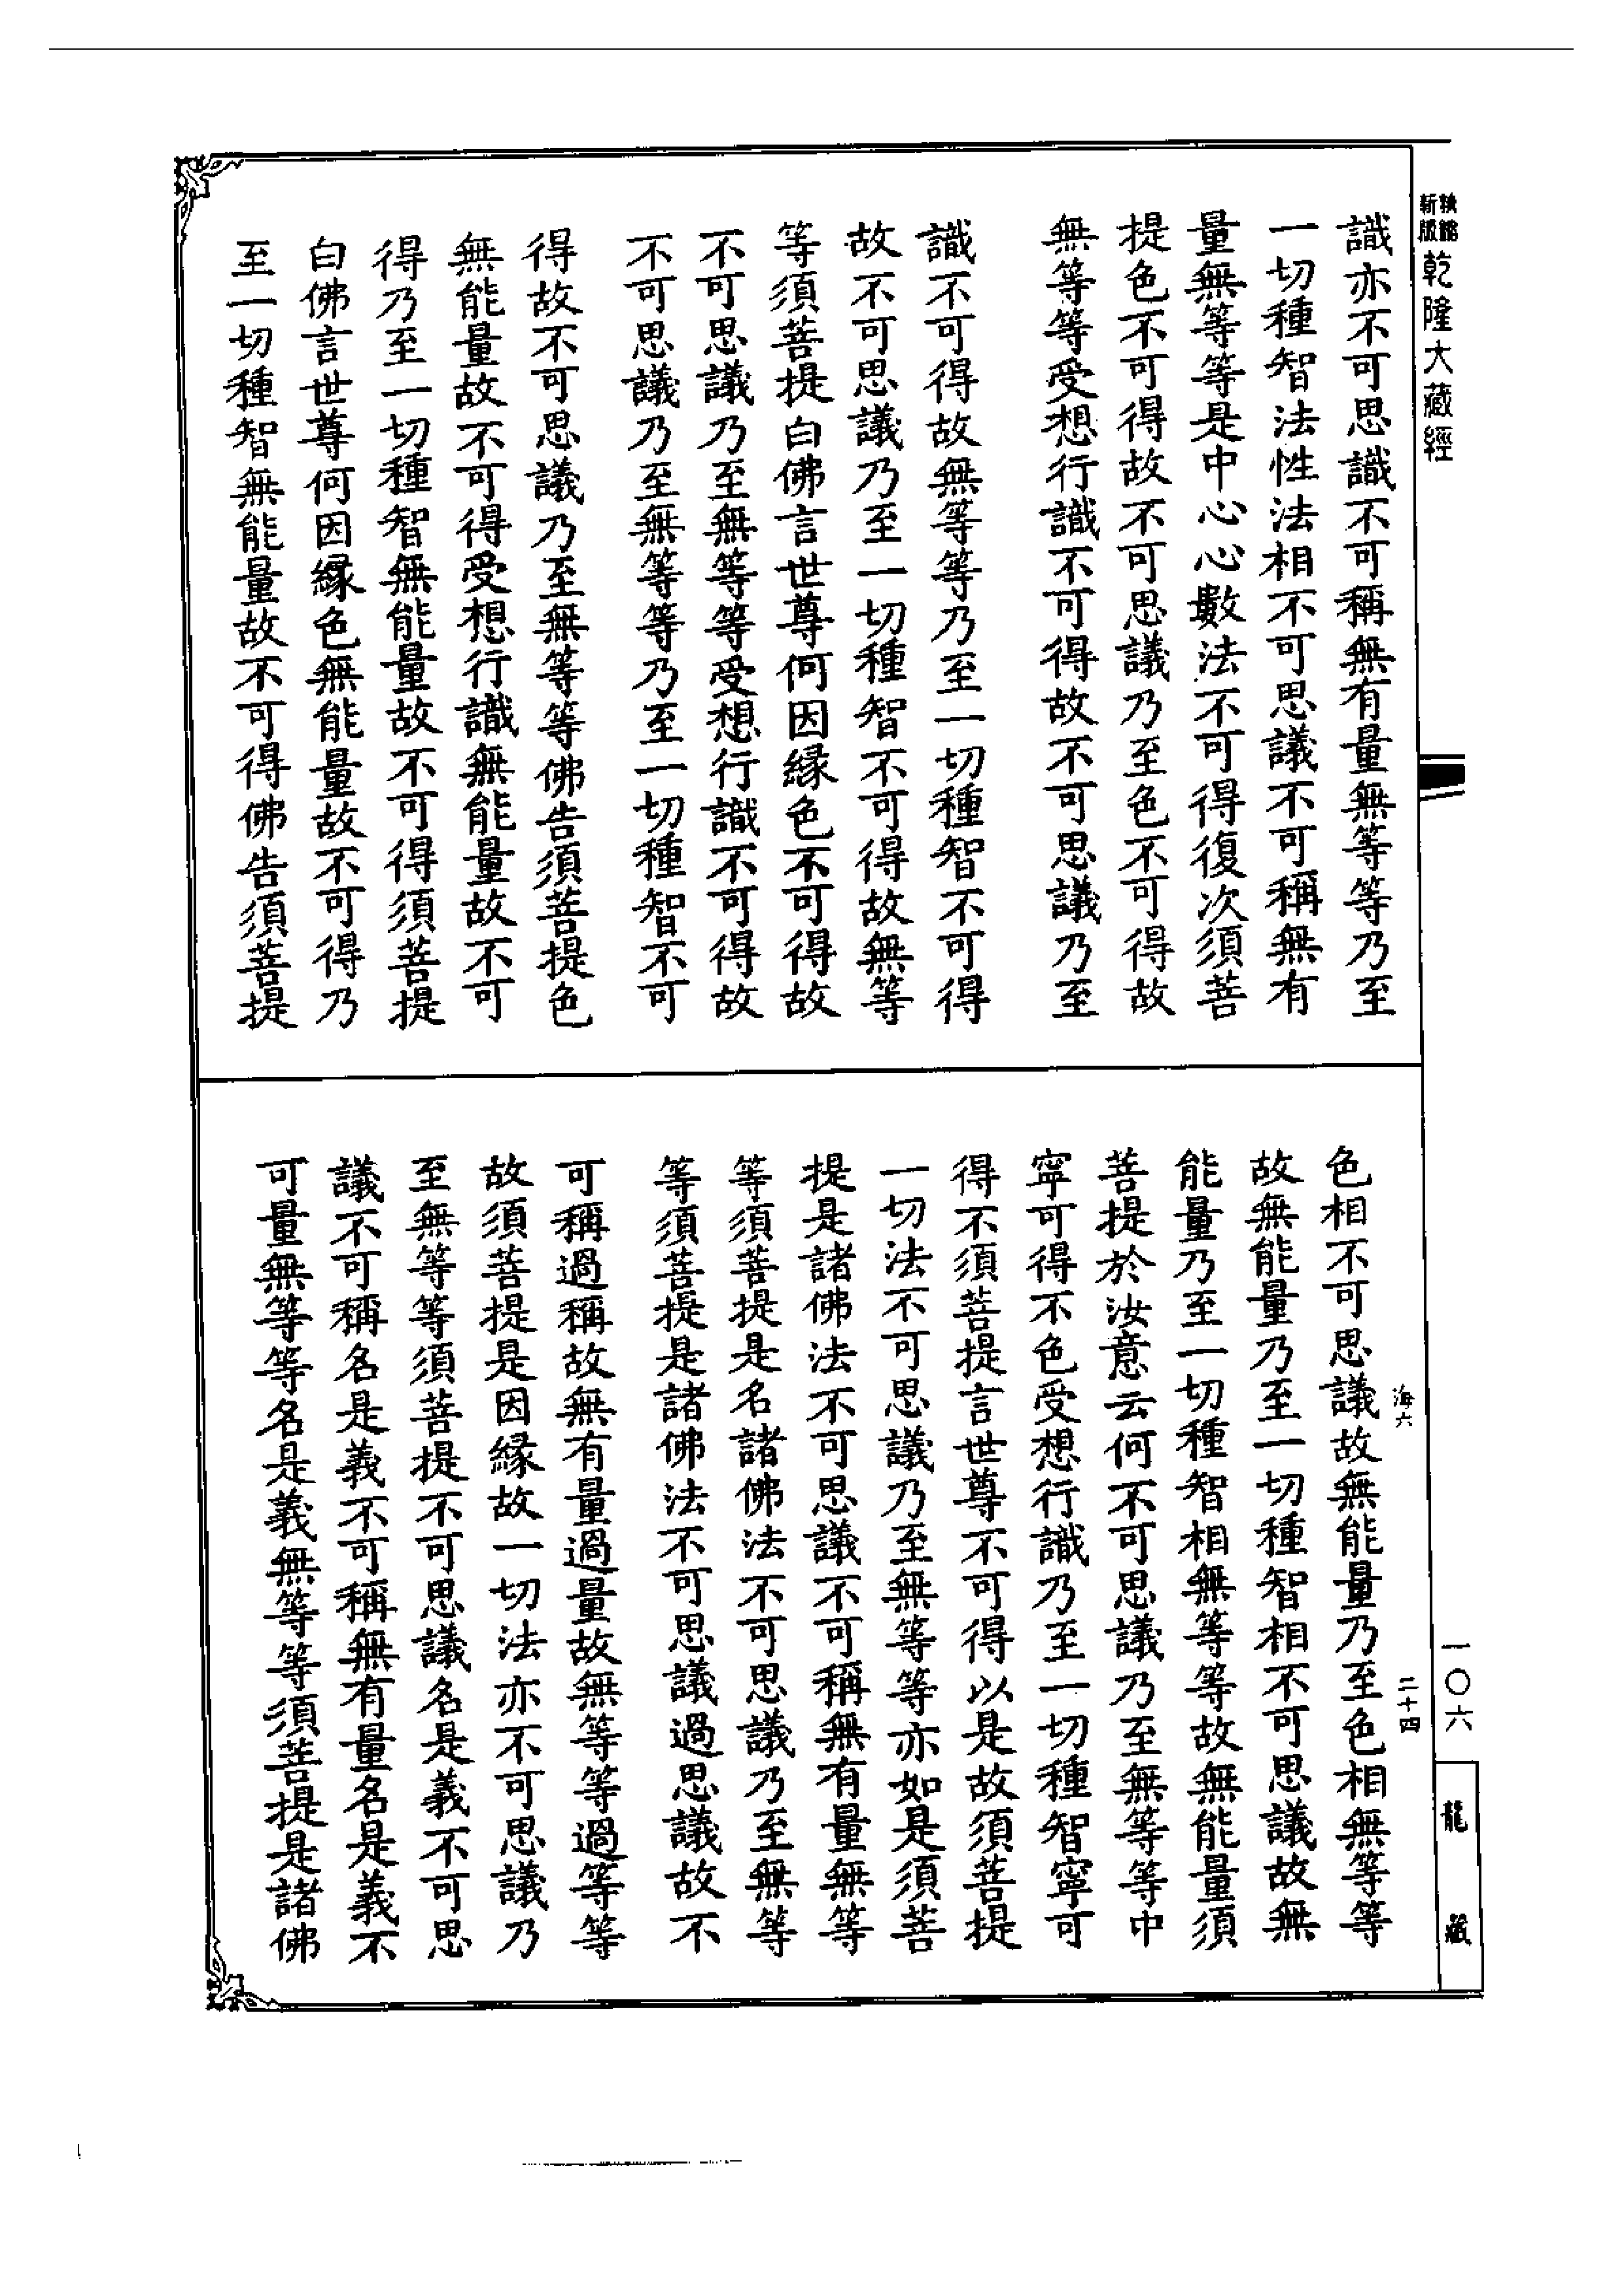 新版
乾隆大藏經
識亦不可思識不可稱無有量無等等乃至
一切種智法性法相不可思議不可稱無有
量無等等是中心心數法不可得復次須菩
提色不可得故不可思議乃至色不可得故
無等等受想行識不可得故不可思議乃至
識不可得故無等等乃至一切種智不可得
故不可思議乃至一切種智不可得故無等
等須菩提白佛言世尊何因緣色不可得故
不可思議乃至無等等受想行識不可得故
不可思議乃至無等等乃至一切種智不可
得故不可思議乃至無等等佛告須菩提色
無能量故不可得受想行識無能量故不可
得乃至一切種智無能量故不可得須菩提
白佛言世尊何因緣色無能量故不可得乃
至一切種智無能量故不可得佛告須菩提
色相不可思議故無能量乃至色相無等等
故無能量乃至一切種智相不可思議故無
能量乃至一切種智相無等等故無能量須
菩提於汝意云何不可思議乃至無等等中
寧可得不色受想行識乃至一切種智寧可
得不須菩提言世尊不可得以是故須菩提
一切法不可思議乃至無等等亦如是須菩
提是諸佛法不可思議不可稱無有量無等
等須菩提是名諸佛法不可思議乃至無等
等須菩提是諸佛法不可思議過思議故不
可稱過稱故無有量過量故無等等過等等
故須菩提是因緣故一切法亦不可思議乃
至無等等須菩提不可思議名是義不可思
議不可稱名是義不可稱無有量名是義不
可量無等等名是義無等等須菩提是諸佛
海六
二十四
一〇六
龍藏